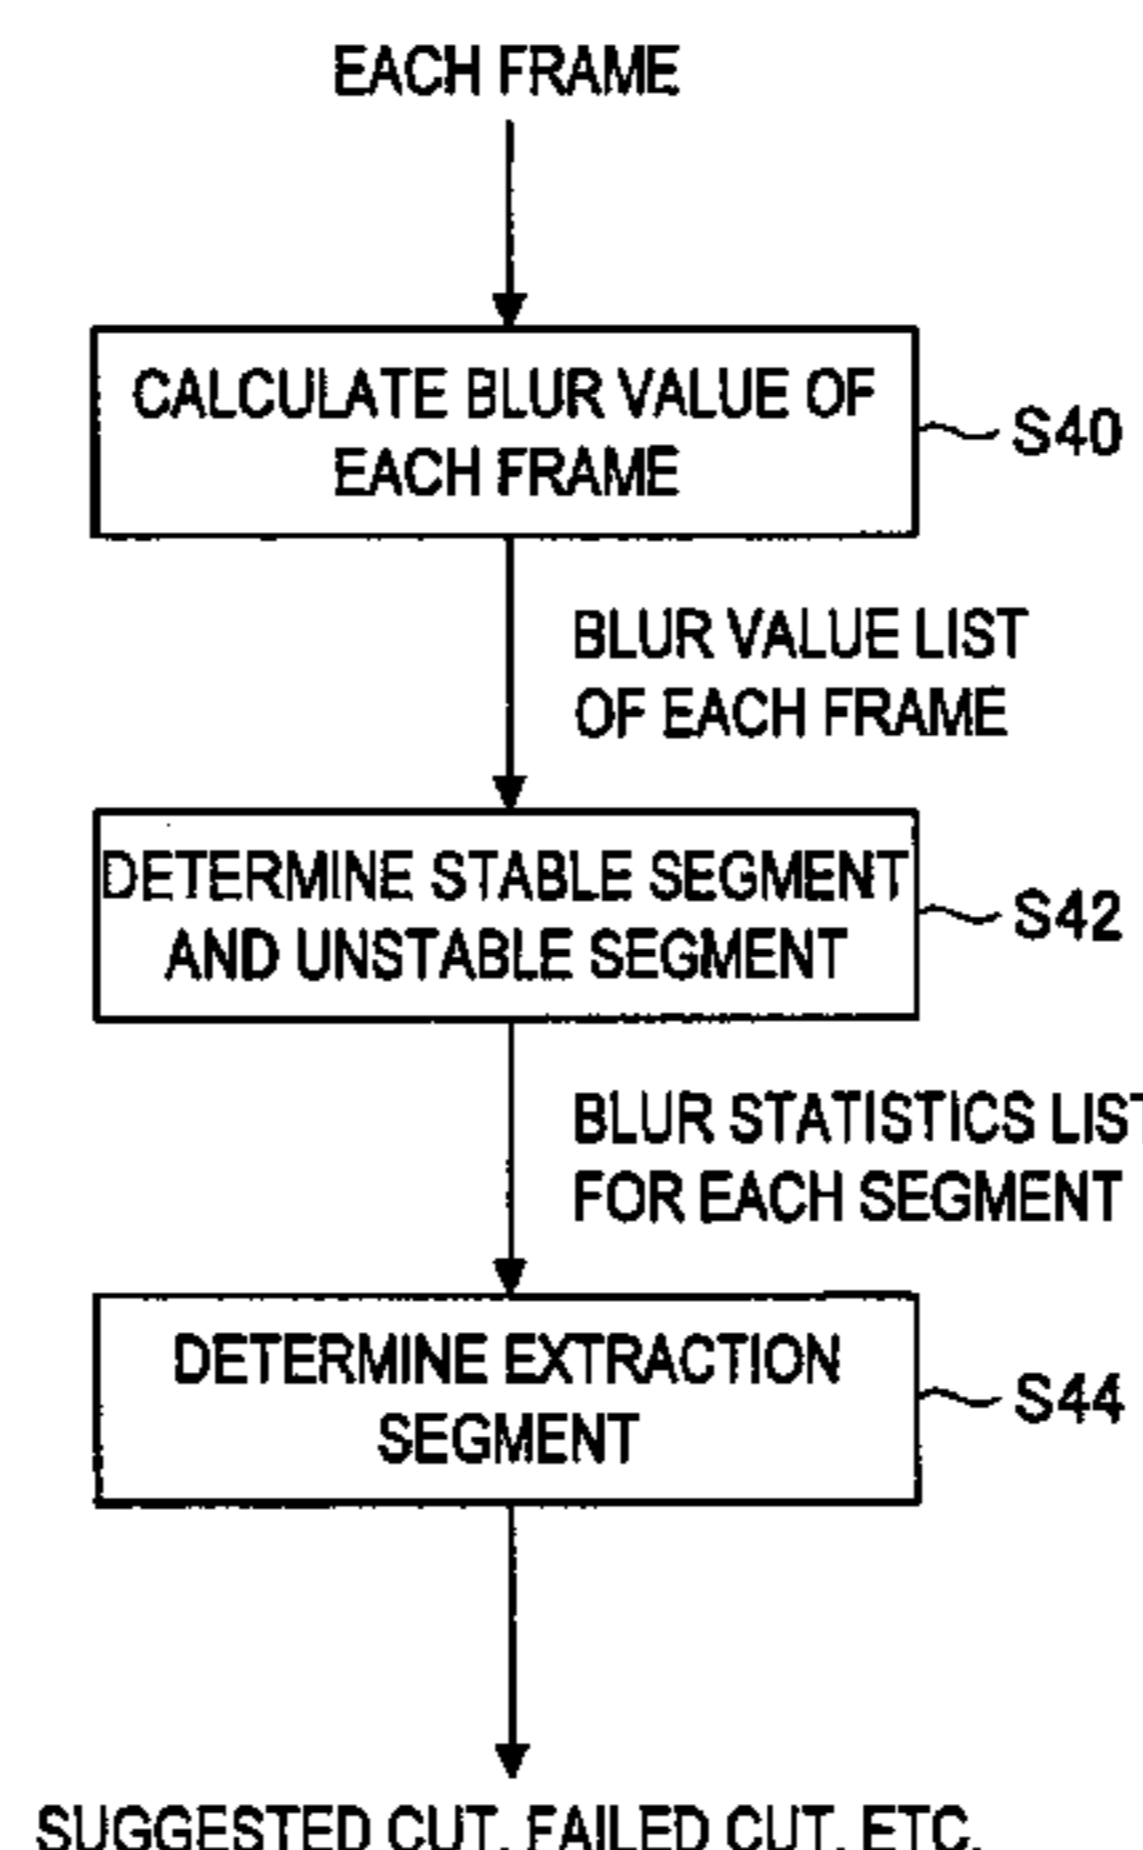 EACH FRAME
CALCULATE BLUR VALUE OF
EACH FRAME
S40
BLUR VALUE LIST
OF EACH FRAME
DETERMINE STABLE SEGMENT
AND UNSTABLE SEGMENT
S42
BLUR STATISTICS LIST
FOR EACH SEGMENT
DETERMINE EXTRACTION
SEGMENT
S44
SUGGESTED CUT, FAILED CUT, ETC.